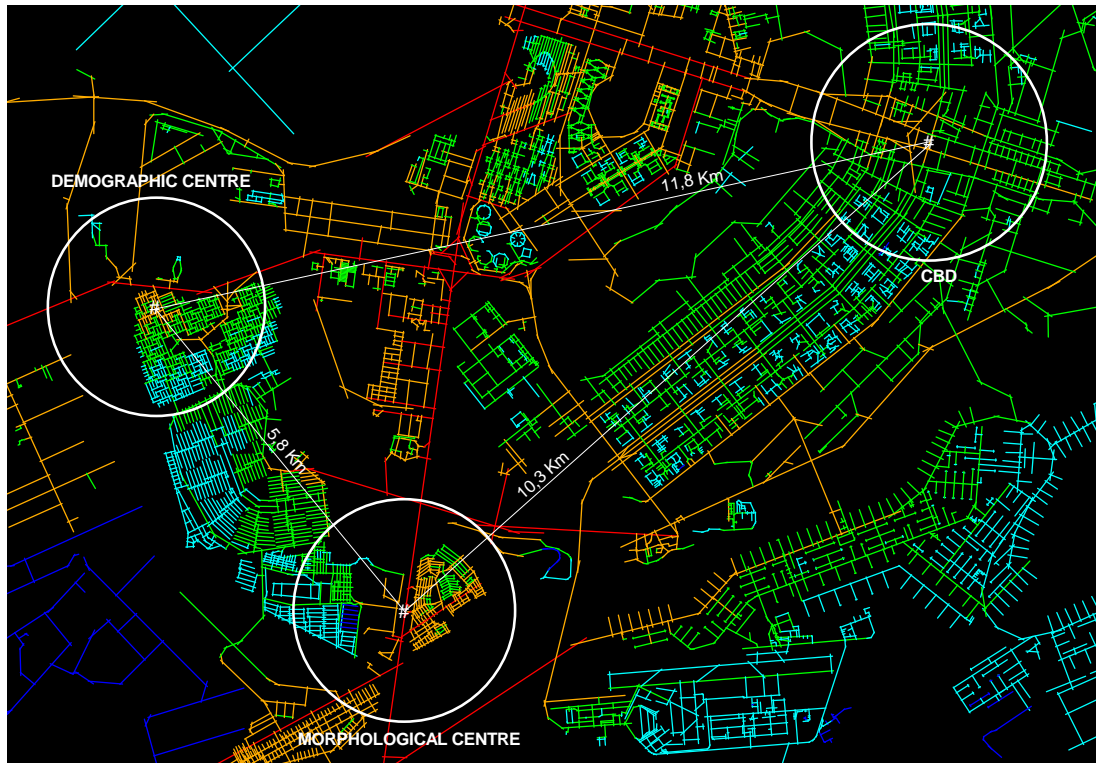 DEMOGRAPHIC CENTRE
11,8 Km
CBD
5,8 Km
10,3 Km
MORPHOLOGICAL CENTRE